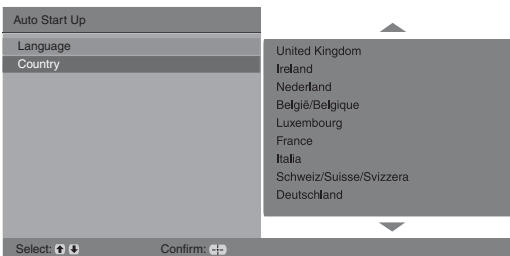 Auto Start Up
Language
Country
United Kingdom
Ireland
Nederland
België/Belgique
Luxembourg
France
Italia
Schweiz/Suisse/Svizzera
Deutschland
Select: Confirm: